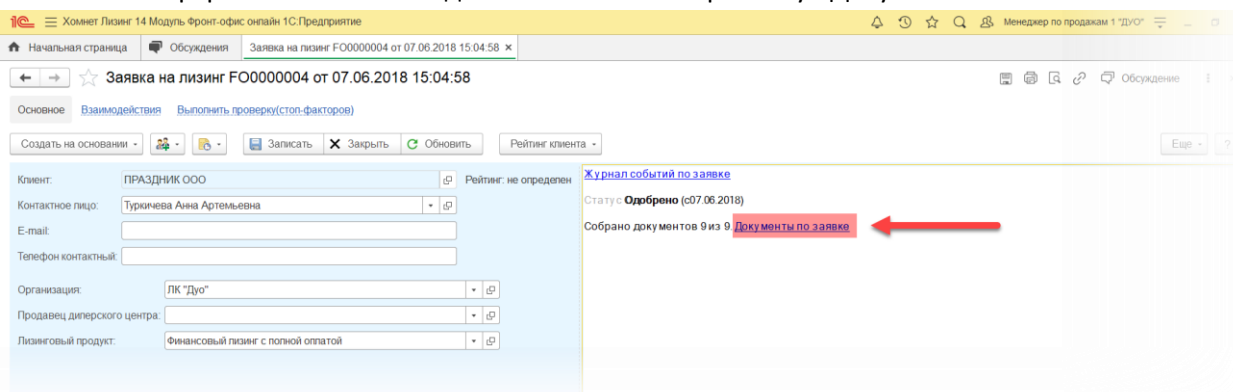 Хомнет Лизинг 14 Модуль Фронт-офис онлайн 1С:Предприятие
Менеджер по продажам 1 "ДУО"
Начальная страница Обсуждения Заявка на лизинг FO0000004 от 07.06.2018 15:04:58 ×
Заявка на лизинг FO0000004 от 07.06.2018 15:04:58
Обсуждение
Основное Взаимодействия Выполнить проверку(стоп-факторов)
Создать на основании Записать Закрыть Обновить Рейтинг клиента Еще ?
Клиент: ПРАЗДНИК ООО Рейтинг: не определен
Журнал событий по заявке
Контактное лицо: Туркичева Анна Артемьевна
Статус Одобрено (с07.06.2018)
E-mail:
Собрано документов 9 из 9. Документы по заявке
Телефон контактный:
Организация: ЛК "Дуо"
Продавец дилерского центра:
Лизинговый продукт: Финансовый лизинг с полной оплатой